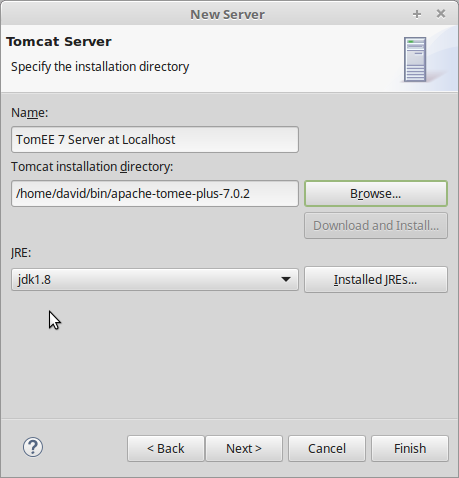 New Server
Tomcat Server
Specify the installation directory
Name:
TomEE 7 Server at Localhost
Tomcat installation directory:
/home/david/bin/apache-tomee-plus-7.0.2
Browse...
Download and Install...
JRE:
jdk1.8
Installed JREs...
?
< Back
Next >
Cancel
Finish